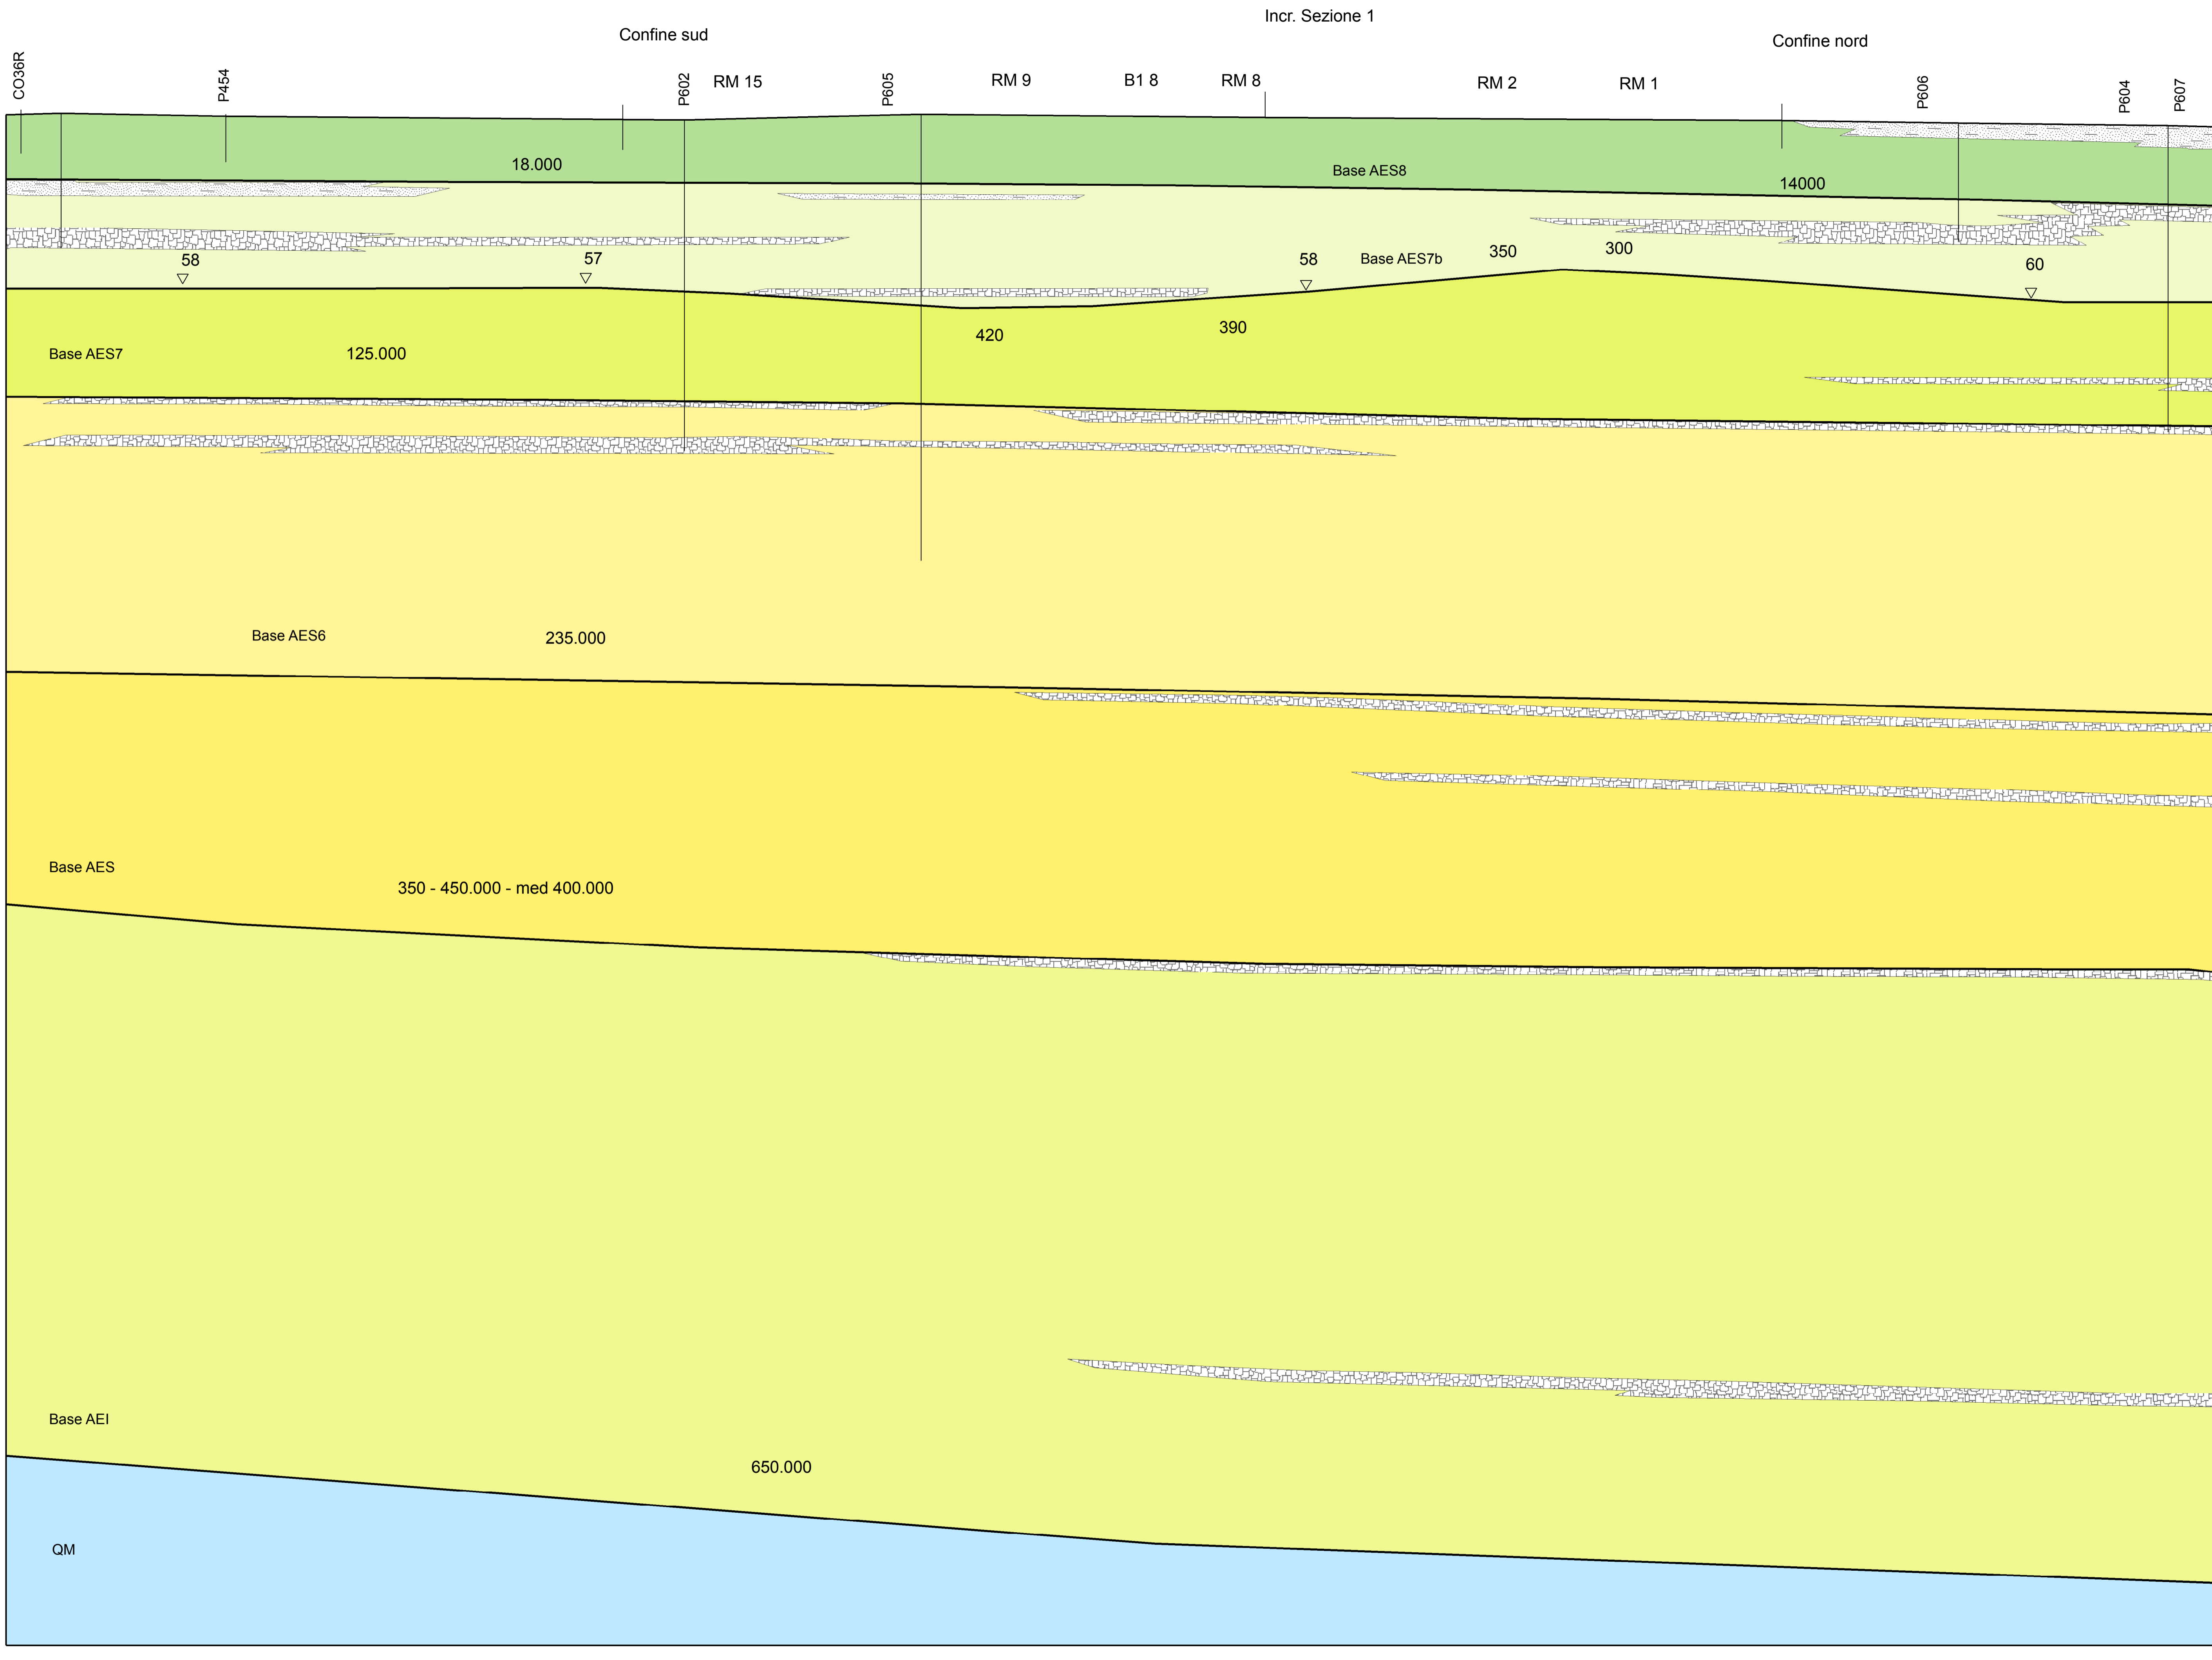 Incr. Sezione 1
Confine sud
Confine nord
CO36R
P454
P602
RM 15
P605
RM 9
B1 8
RM 8
RM 2
RM 1
P606
P604
P607
18.000
Base AES8
14000
58
57
58
Base AES7b
350
300
60
420
390
Base AES7
125.000
Base AES6
235.000
Base AES
350 - 450.000 - med 400.000
Base AEI
650.000
QM